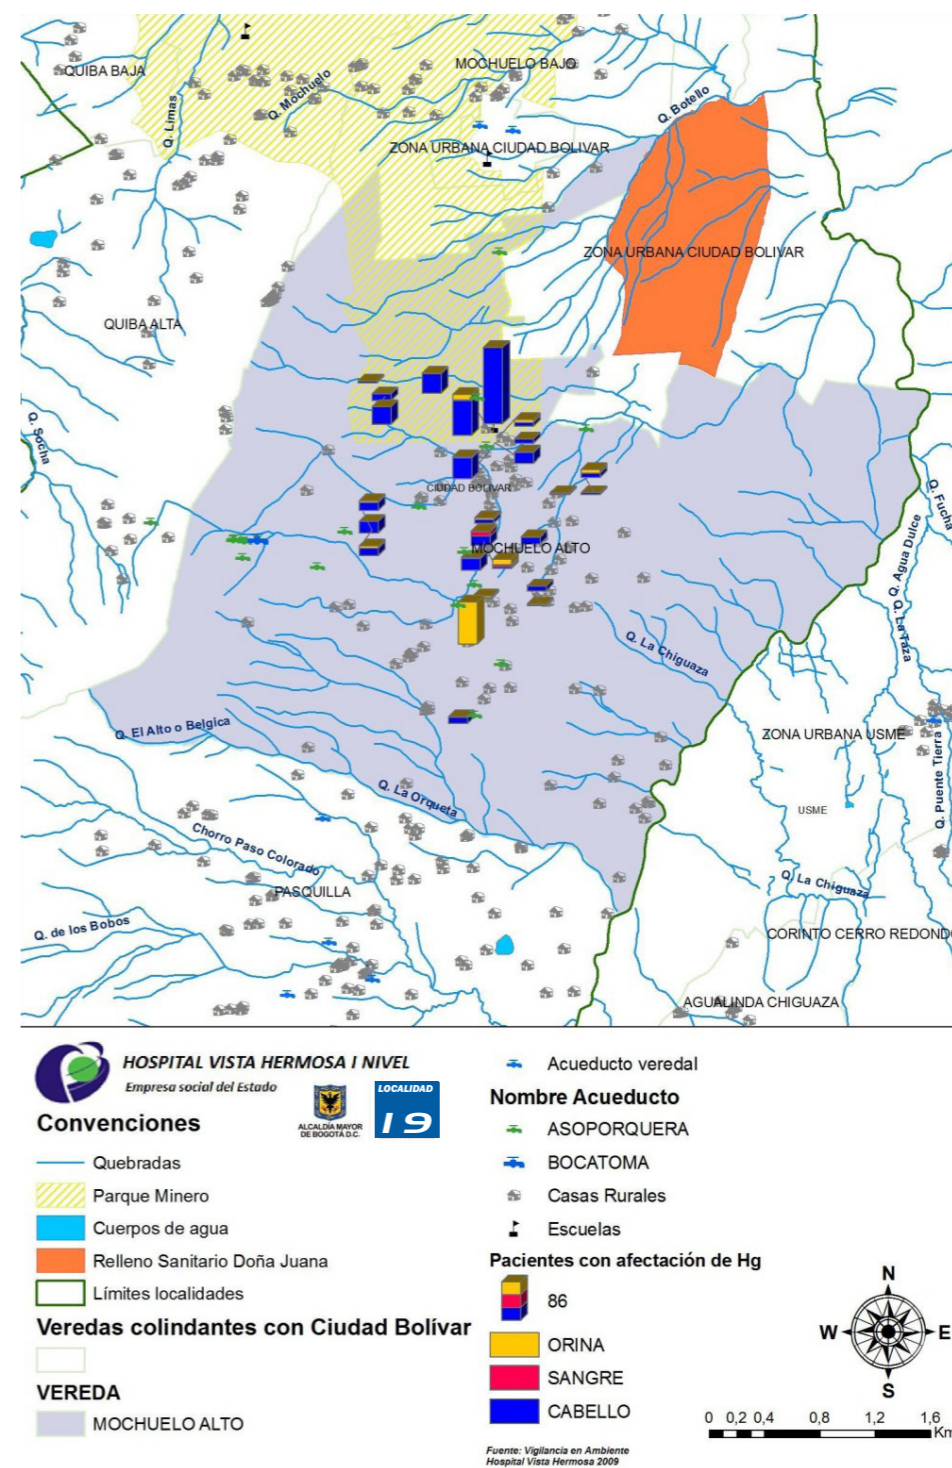 QUIBA BAJA
MOCHUELO BAJO
Q. Limas
Q. Mochuelo
Q. Botello
ZONA URBANA CIUDAD BOLIVAR
ZONA URBANA CIUDAD BOLIVAR
QUIBA ALTA
Q. Socha
CIUDAD BOLIVAR
MOCHUELO ALTO
Q. Fucha
Q. Agua Dulce
Q. La Taza
Q. La Chiguaza
Q. El Alto o Belgica
ZONA URBANA USME
Q. Puente Tierra
Q. La Orqueta
USME
Chorro Paso Colorado
PASQUILLA
Q. La Chiguaza
Q. de los Bobos
CORINTO CERRO REDONDO
AGUALINDA CHIGUAZA
HOSPITAL VISTA HERMOSA I NIVEL
Empresa social del Estado
ALCALDÍA MAYOR
DE BOGOTÁ D.C.
LOCALIDAD
19
Convenciones
Quebradas
Parque Minero
Cuerpos de agua
Relleno Sanitario Doña Juana
Límites localidades
Veredas colindantes con Ciudad Bolívar
VEREDA
MOCHUELO ALTO
Acueducto veredal
Nombre Acueducto
ASOPORQUERA
BOCATOMA
Casas Rurales
Escuelas
Pacientes con afectación de Hg
86
ORINA
SANGRE
CABELLO
Fuente: Vigilancia en Ambiente
Hospital Vista Hermosa 2009
N
W E
S
0 0,2 0,4 0,8 1,2 1,6
Km